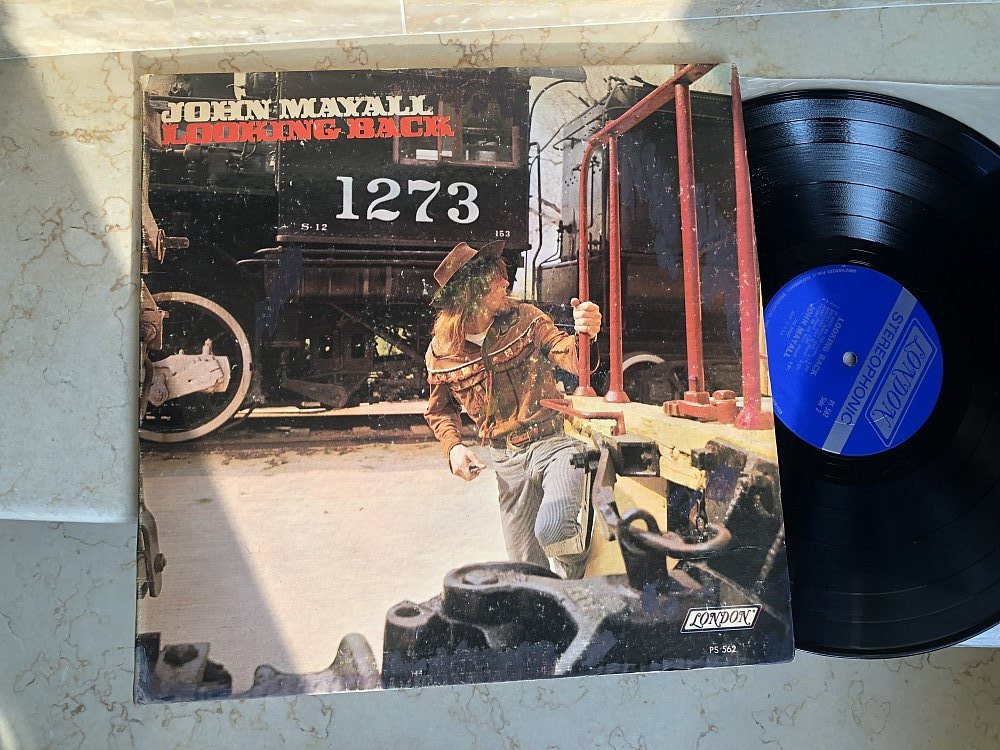 JOHN MAYALL
LOOKING BACK
1273
S-12
153
LONDON
PS 562
LONDON
STEREOPHONIC
LOOKING BACK
JOHN MAYALL